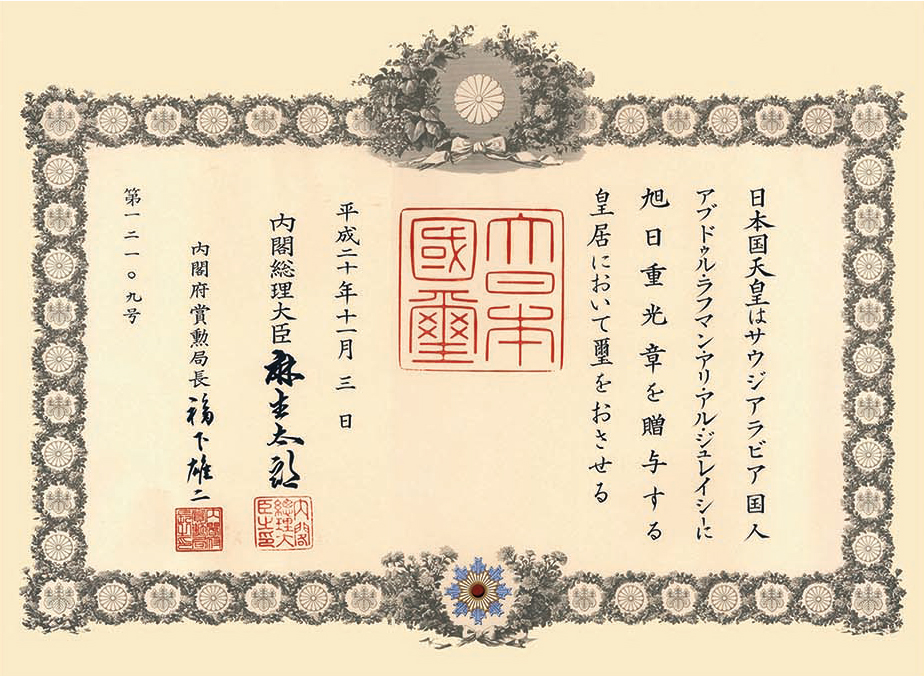 日本国天皇はサウジアラビア国人
アブドゥル・ラフマン・アリ・アル・ジュレイシーに
旭日重光章を贈与する
皇居において璽をおさせる
大日本
國璽
平成二十年十一月三日
内閣総理大臣 麻生太郎
内閣総理大臣之印
内閣府賞勲局長 福下雄二
第一二一〇九号